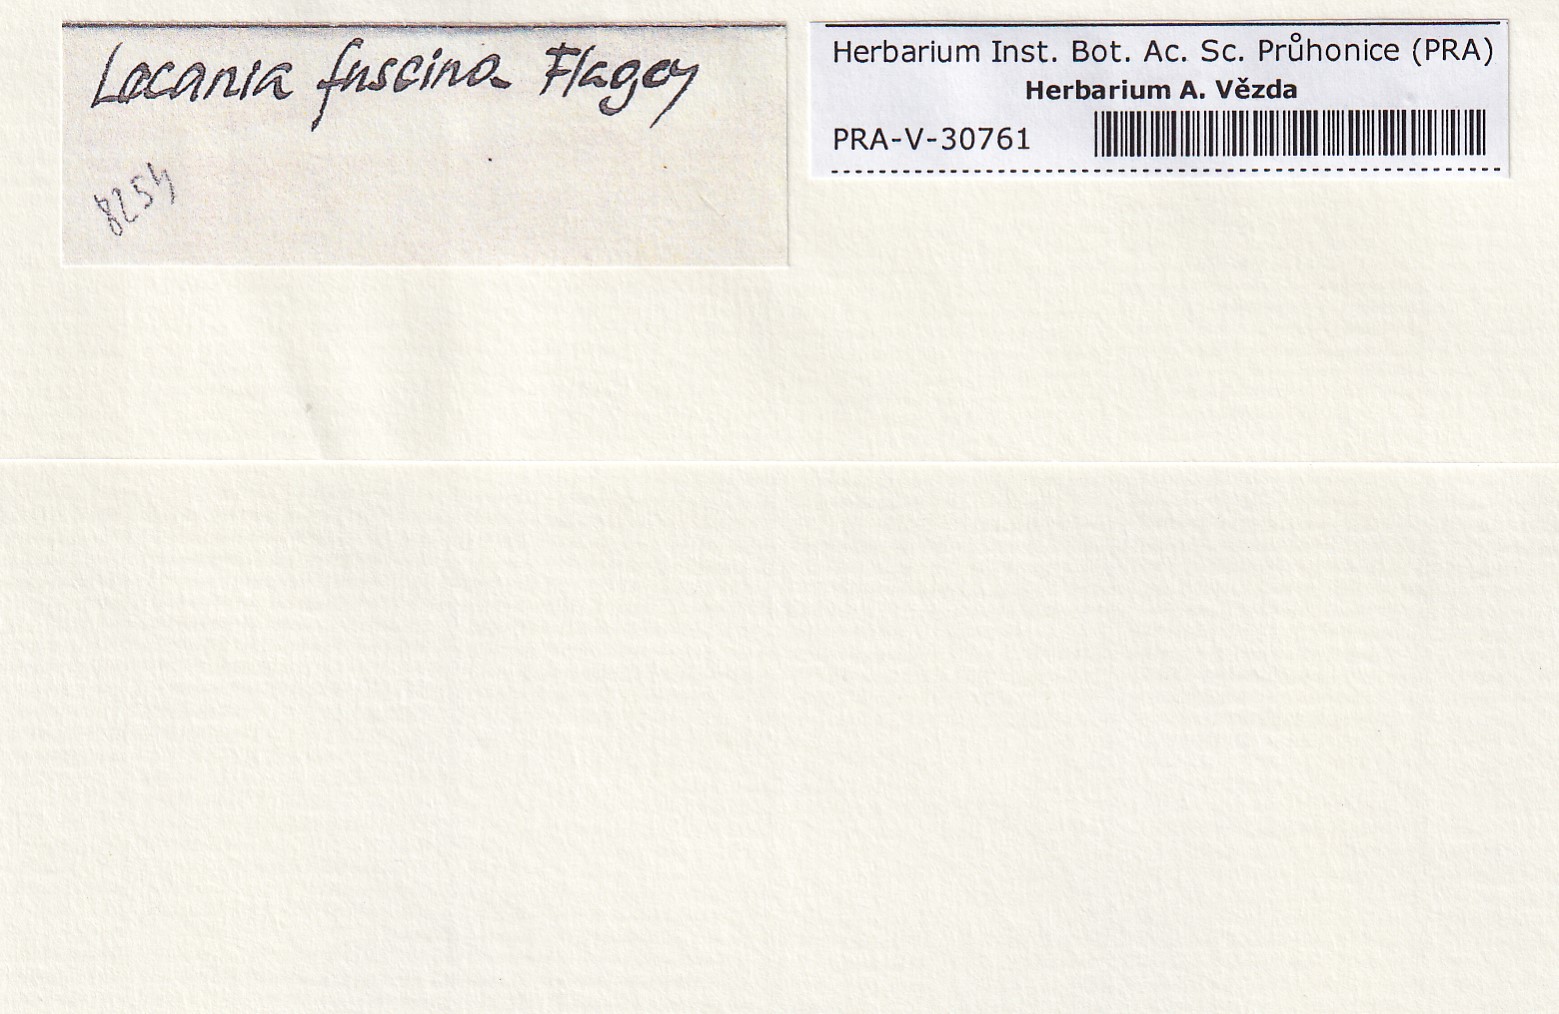 Lecania fuscina Flagey
8254
Herbarium Inst. Bot. Ac. Sc. Průhonice (PRA)
Herbarium A. Vězda
PRA-V-30761